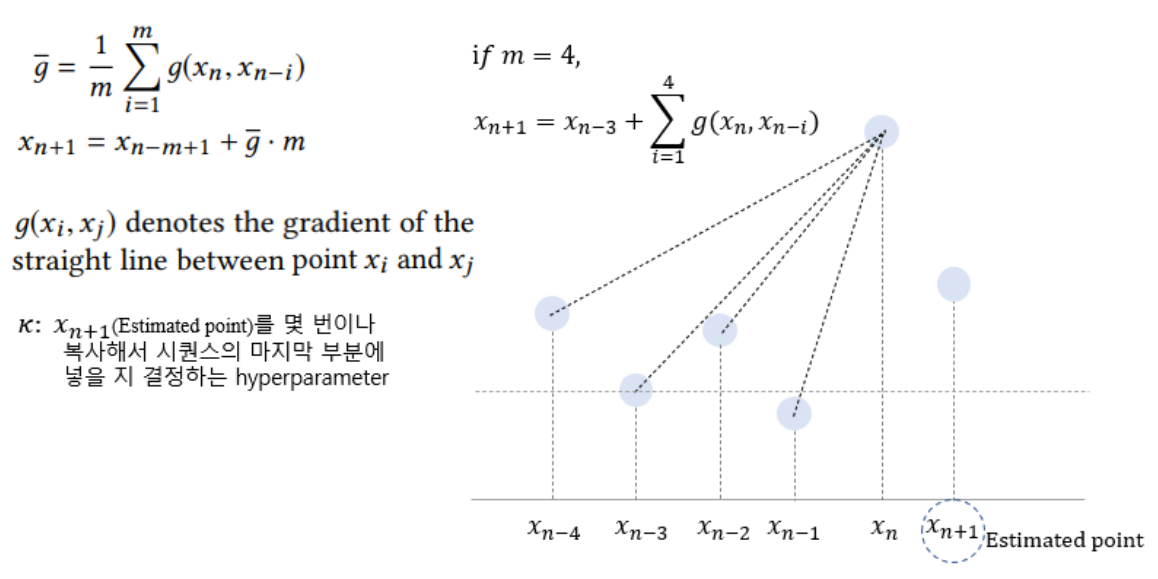 g̅ = 1/m ∑_{i=1}^{m} g(x_n, x_{n−i})
x_{n+1} = x_{n−m+1} + g̅ · m
g(x_i, x_j) denotes the gradient of the
straight line between point x_i and x_j
κ: x_{n+1}(Estimated point)를 몇 번이나
복사해서 시퀀스의 마지막 부분에
넣을 지 결정하는 hyperparameter
if m = 4,
x_{n+1} = x_{n−3} + ∑_{i=1}^{4} g(x_n, x_{n−i})
x_{n−4} x_{n−3} x_{n−2} x_{n−1} x_n x_{n+1} Estimated point